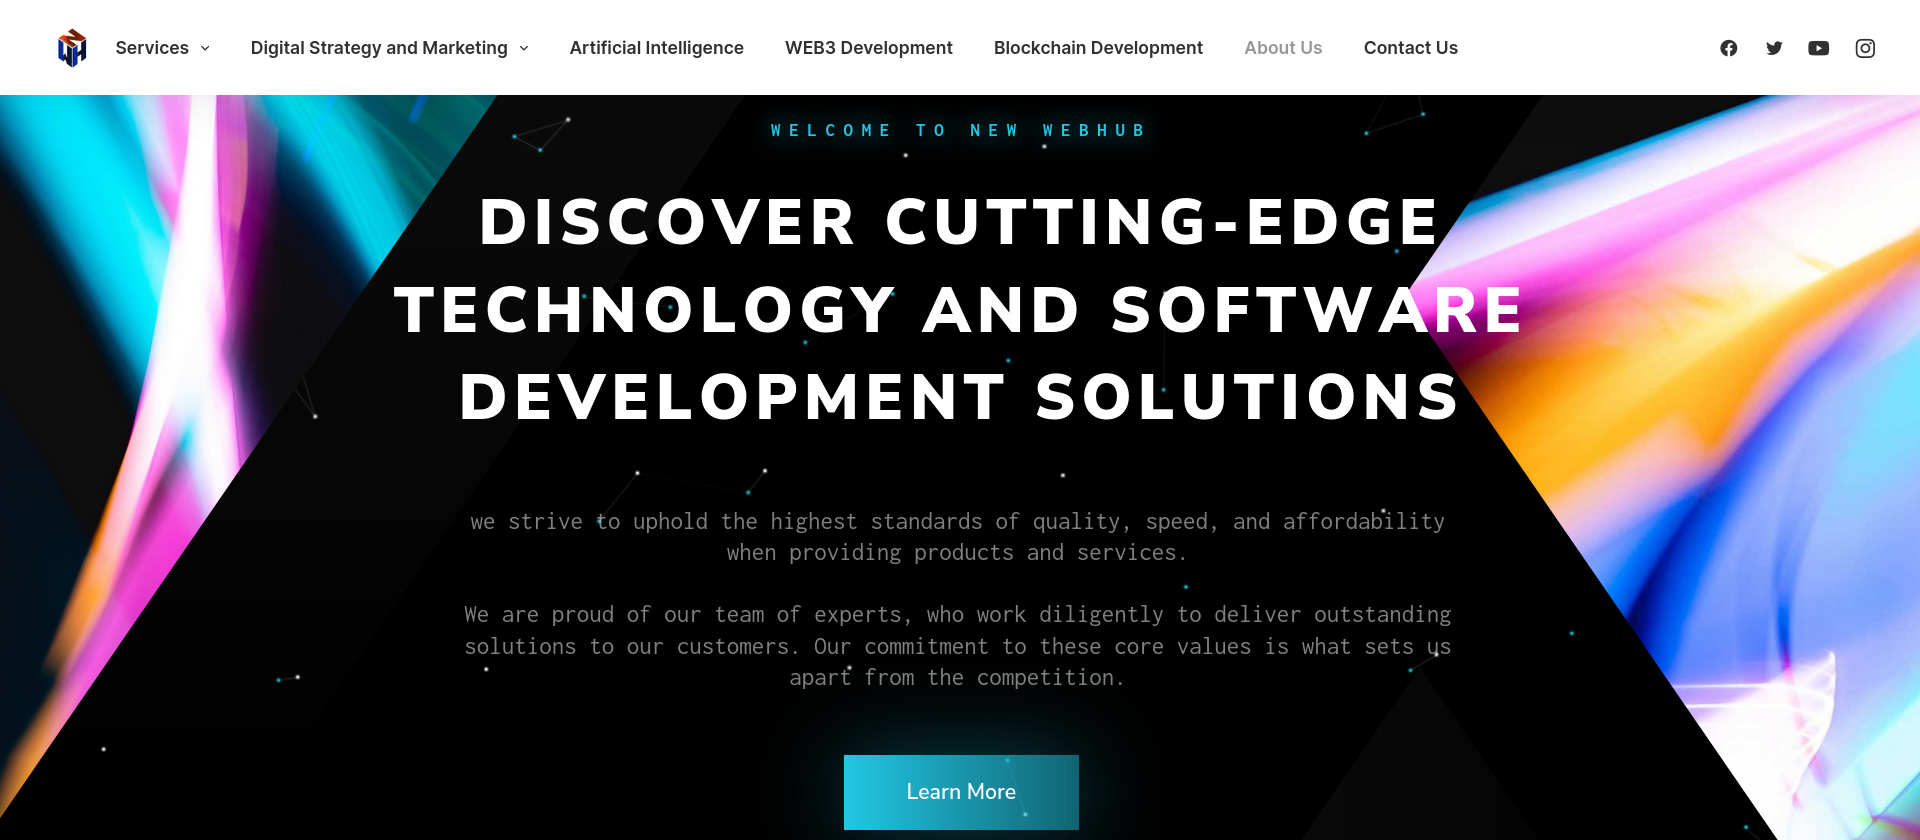 Services
Digital Strategy and Marketing
Artificial Intelligence
WEB3 Development
Blockchain Development
About Us
Contact Us
WELCOME TO NEW WEBHUB
DISCOVER CUTTING-EDGE
TECHNOLOGY AND SOFTWARE
DEVELOPMENT SOLUTIONS
we strive to uphold the highest standards of quality, speed, and affordability
when providing products and services.
We are proud of our team of experts, who work diligently to deliver outstanding
solutions to our customers. Our commitment to these core values is what sets us
apart from the competition.
Learn More